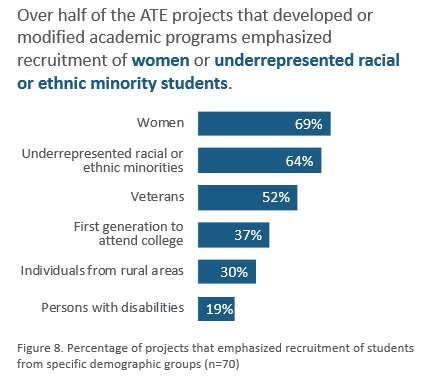 Over half of the ATE projects that developed or
modified academic programs emphasized
recruitment of women or underrepresented racial
or ethnic minority students.
Women 69%
Underrepresented racial or
ethnic minorities 64%
Veterans 52%
First generation to
attend college 37%
Individuals from rural areas 30%
Persons with disabilities 19%
Figure 8. Percentage of projects that emphasized recruitment of students
from specific demographic groups (n=70)